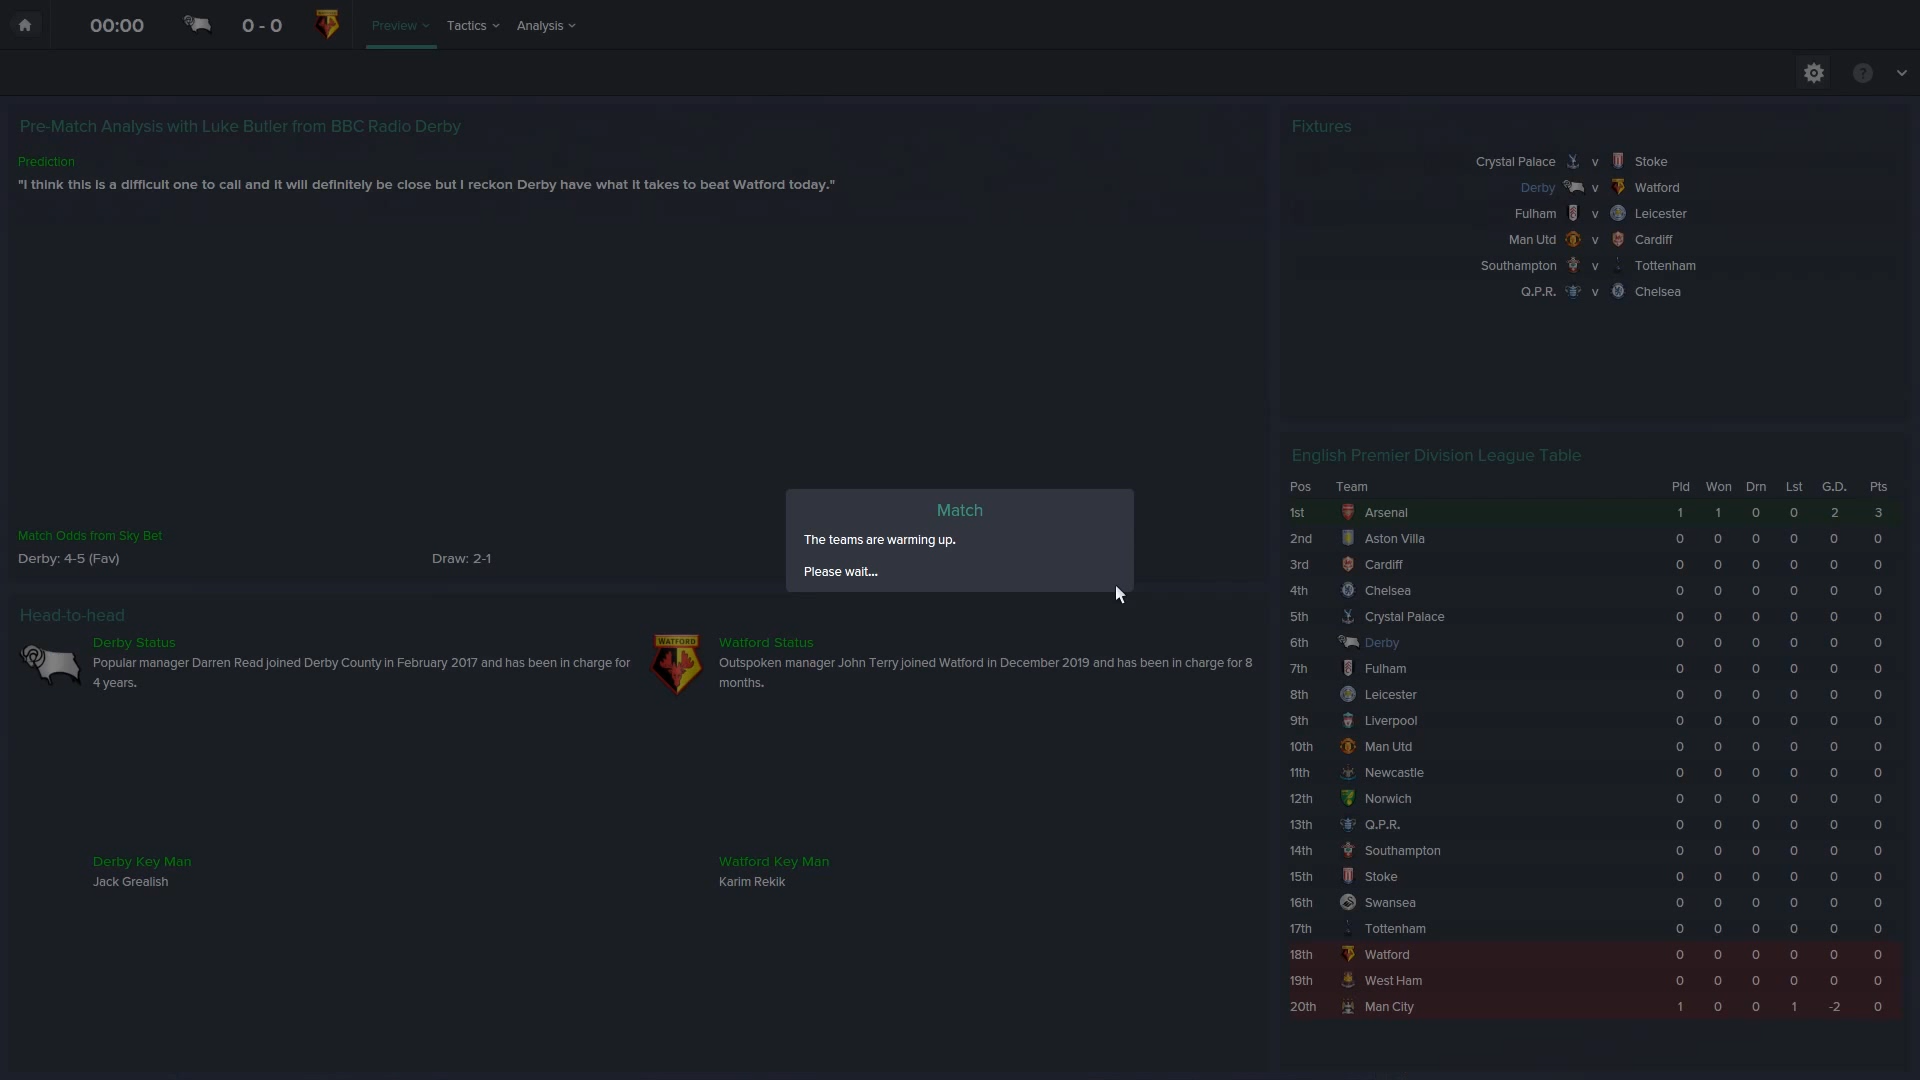 00:00 0 - 0 Preview Tactics Analysis
?
Pre-Match Analysis with Luke Butler from BBC Radio Derby
Prediction
"I think this is a difficult one to call and it will definitely be close but I reckon Derby have what it takes to beat Watford today."
Match Odds from Sky Bet
Derby: 4-5 (Fav) Draw: 2-1
Match
The teams are warming up.
Please wait...
Head-to-head
Derby Status
Popular manager Darren Read joined Derby County in February 2017 and has been in charge for
4 years.
WATFORD
Watford Status
Outspoken manager John Terry joined Watford in December 2019 and has been in charge for 8
months.
Derby Key Man
Jack Grealish
Watford Key Man
Karim Rekik
Fixtures
Crystal Palace v Stoke
Derby v Watford
Fulham v Leicester
Man Utd v Cardiff
Southampton v Tottenham
Q.P.R. v Chelsea
English Premier Division League Table
Pos Team Pld Won Drn Lst G.D. Pts
1st Arsenal 1 1 0 0 2 3
2nd Aston Villa 0 0 0 0 0 0
3rd Cardiff 0 0 0 0 0 0
4th Chelsea 0 0 0 0 0 0
5th Crystal Palace 0 0 0 0 0 0
6th Derby 0 0 0 0 0 0
7th Fulham 0 0 0 0 0 0
8th Leicester 0 0 0 0 0 0
9th Liverpool 0 0 0 0 0 0
10th Man Utd 0 0 0 0 0 0
11th Newcastle 0 0 0 0 0 0
12th Norwich 0 0 0 0 0 0
13th Q.P.R. 0 0 0 0 0 0
14th Southampton 0 0 0 0 0 0
15th Stoke 0 0 0 0 0 0
16th Swansea 0 0 0 0 0 0
17th Tottenham 0 0 0 0 0 0
18th Watford 0 0 0 0 0 0
19th West Ham 0 0 0 0 0 0
20th Man City 1 0 0 1 -2 0